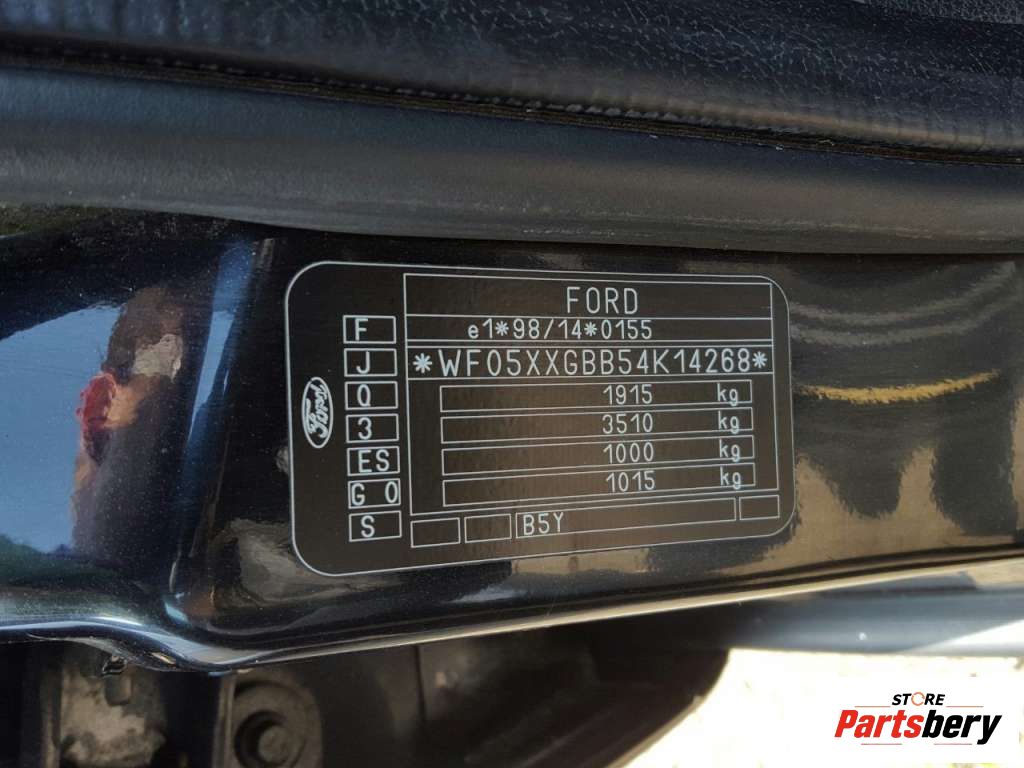 FORD
F e1*98/14*0155
J *WF05XXGBB54K14268*
Q 1915 kg
3 3510 kg
ES 1000 kg
G 0 1015 kg
S B5Y
Ford
STORE
Partsbery